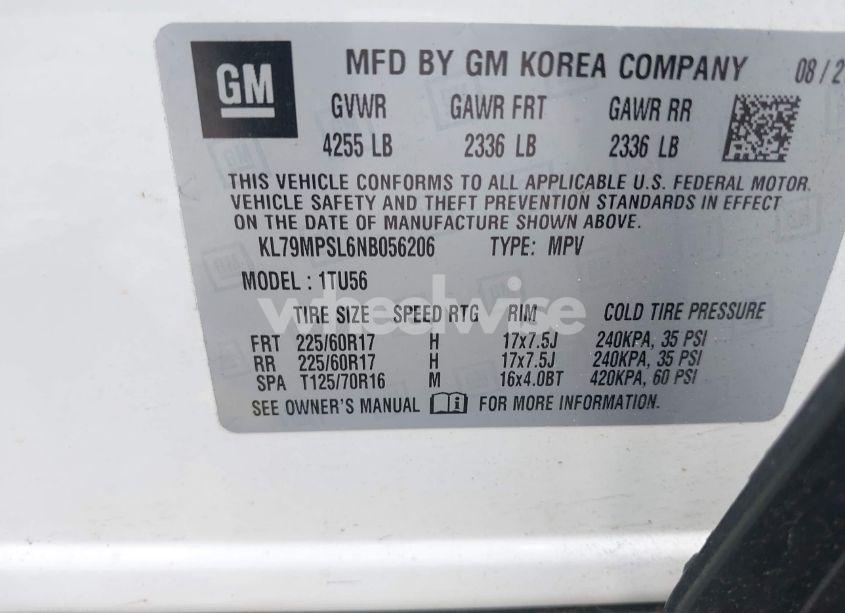 GM
MFD BY GM KOREA COMPANY 08/2
GVWR GAWR FRT GAWR RR
4255 LB 2336 LB 2336 LB
THIS VEHICLE CONFORMS TO ALL APPLICABLE U.S. FEDERAL MOTOR
VEHICLE SAFETY AND THEFT PREVENTION STANDARDS IN EFFECT
ON THE DATE OF MANUFACTURE SHOWN ABOVE.
KL79MPSL6NB056206 TYPE: MPV
MODEL: 1TU56
wheelwise
TIRE SIZE SPEED RTG RIM COLD TIRE PRESSURE
FRT 225/60R17 H 17x7.5J 240KPA, 35 PSI
RR 225/60R17 H 17x7.5J 240KPA, 35 PSI
SPA T125/70R16 M 16x4.0BT 420KPA, 60 PSI
SEE OWNER'S MANUAL FOR MORE INFORMATION.